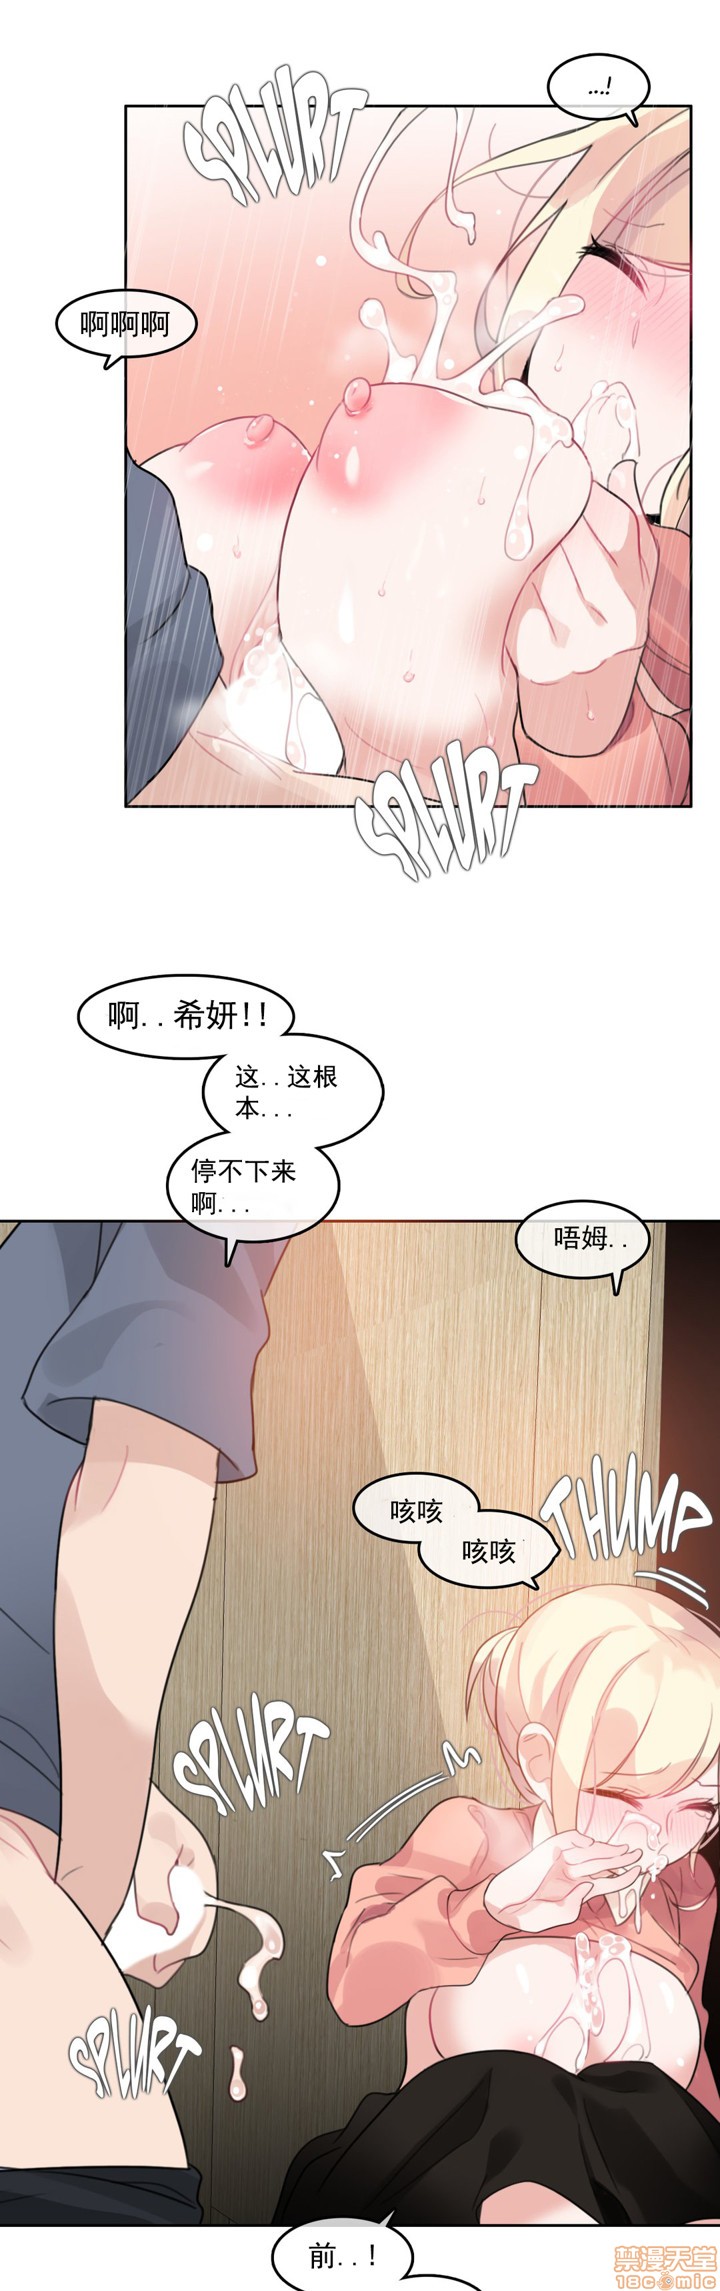 ....!
SPLURT
啊啊啊
SPLURT
啊..希妍!!
这..这根
本...
停不下来
啊...
唔姆..
咳咳
咳咳
THUMP
SPLURT
SPLURT
前..!
禁漫天堂
18comic